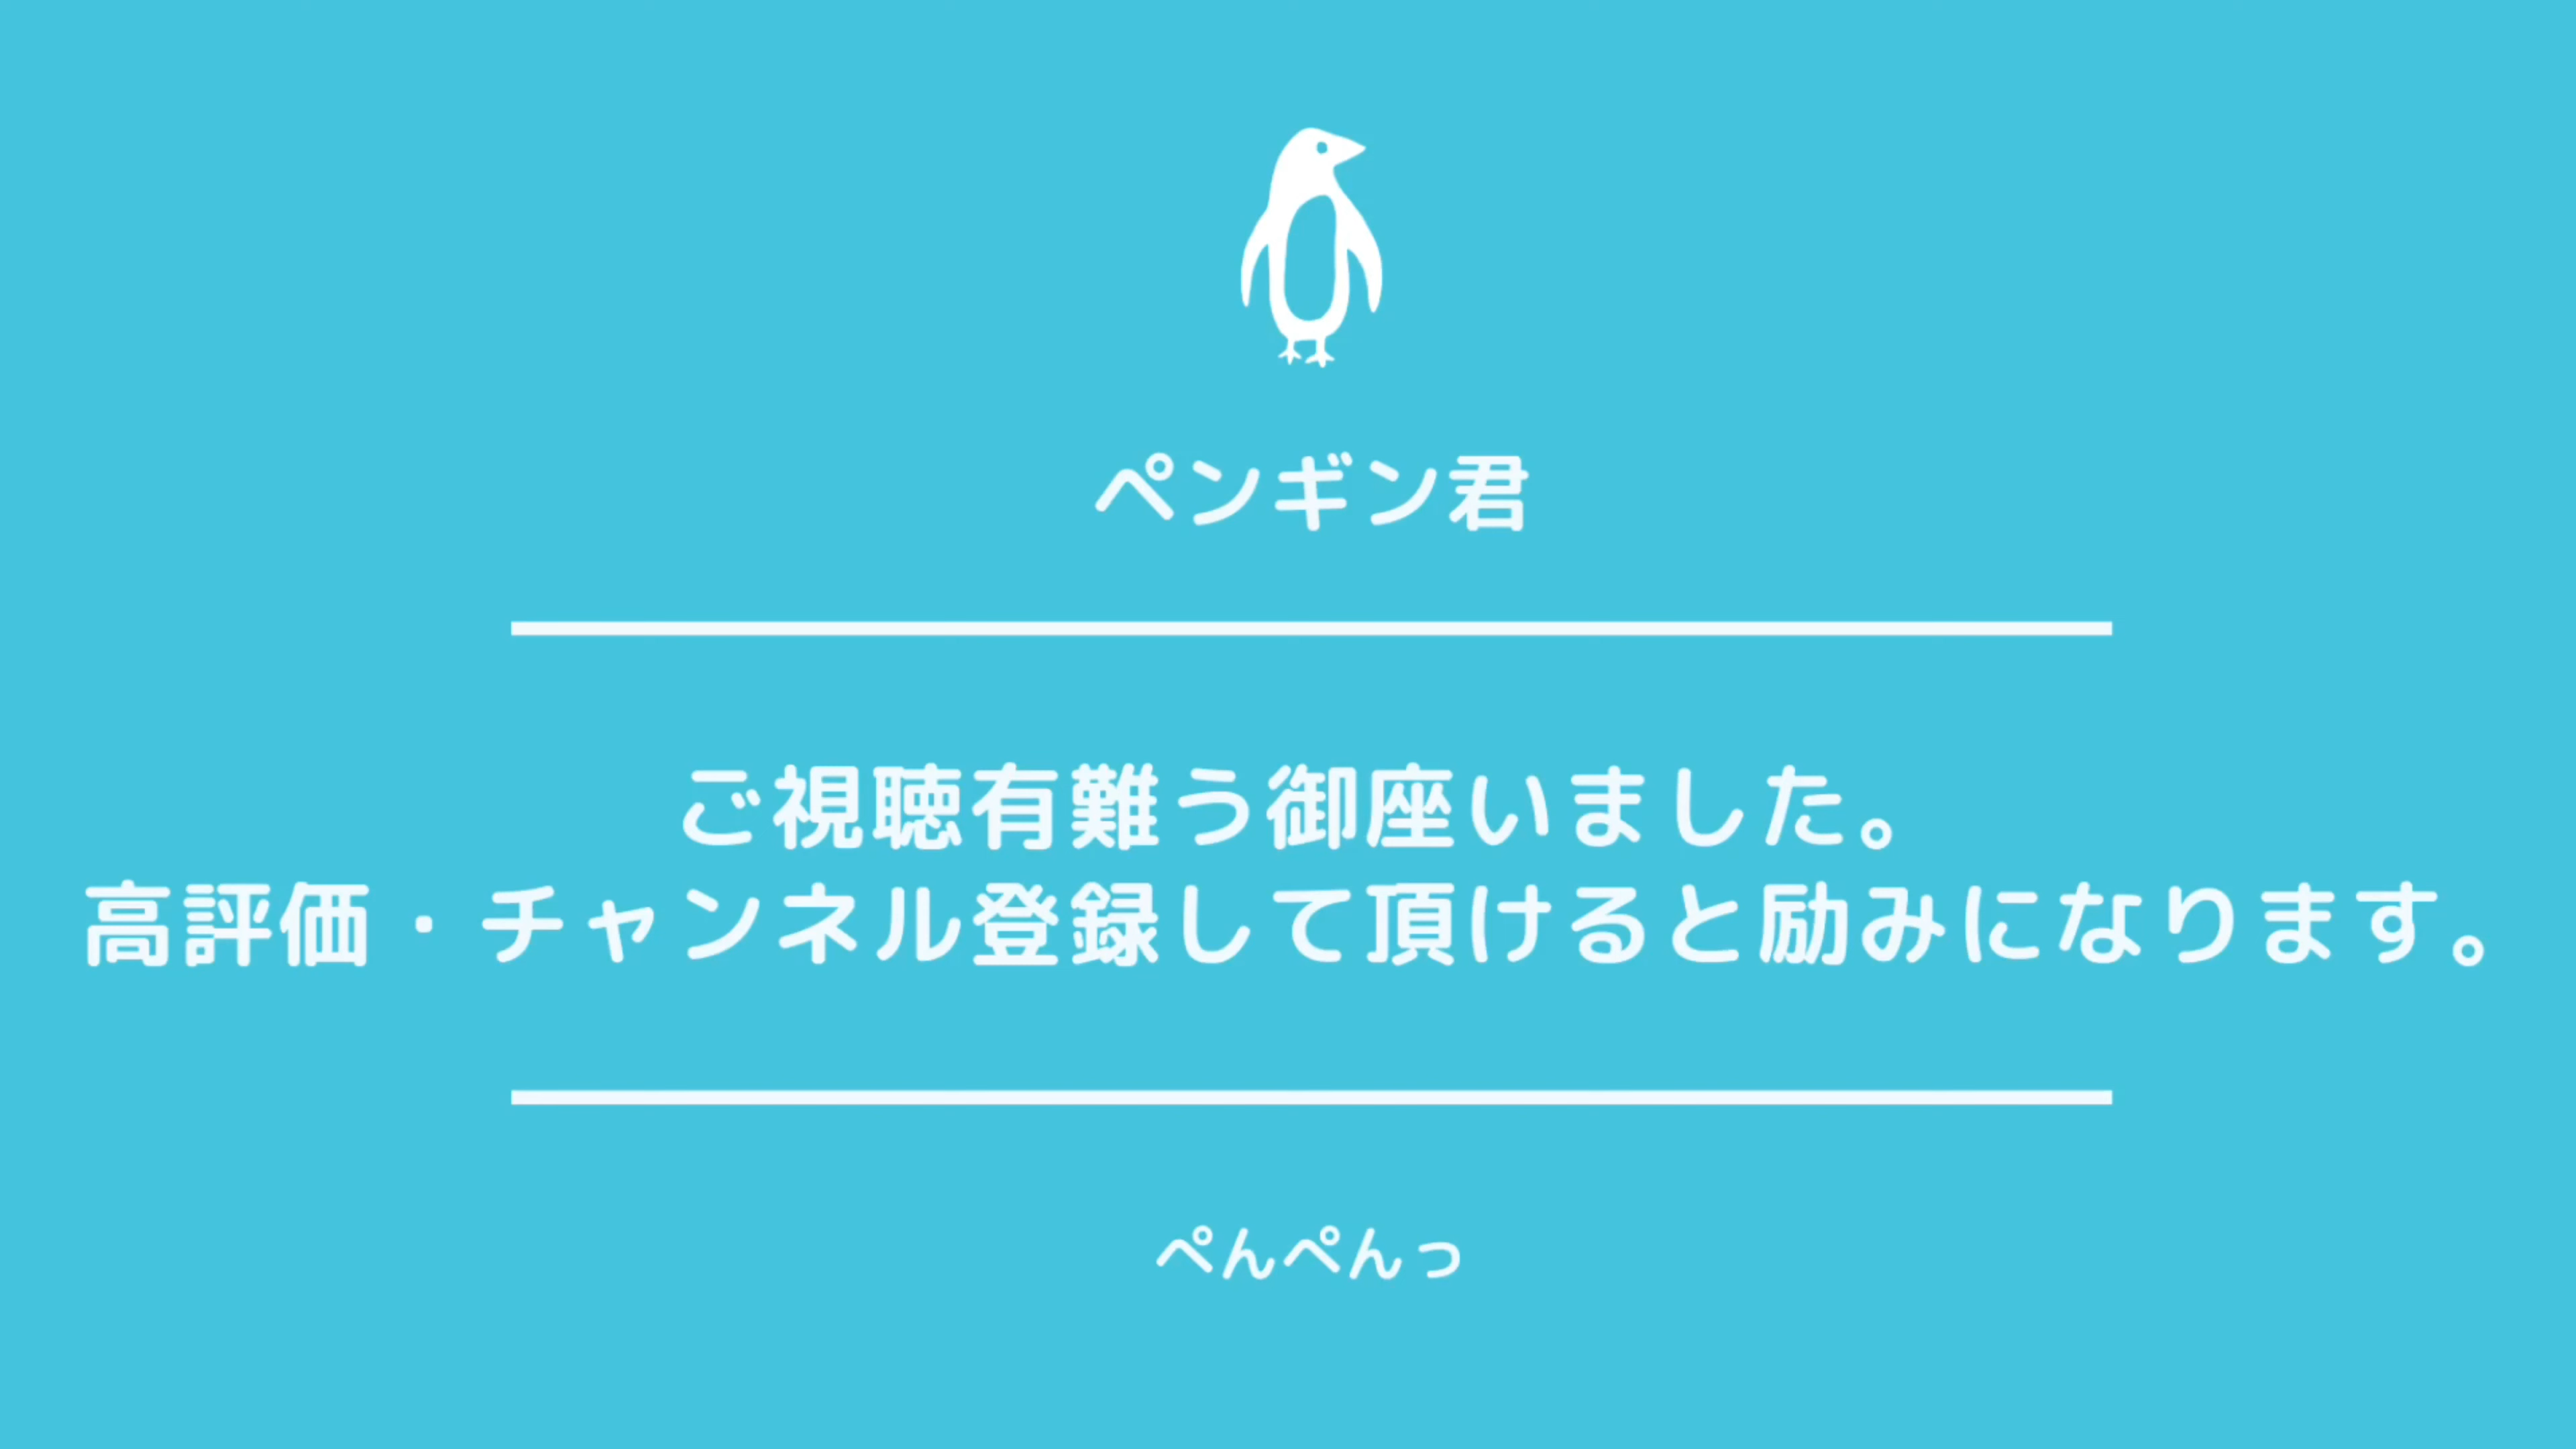 ペンギン君
ご視聴有難う御座いました。
高評価・チャンネル登録して頂けると励みになります。
ぺんぺんっ